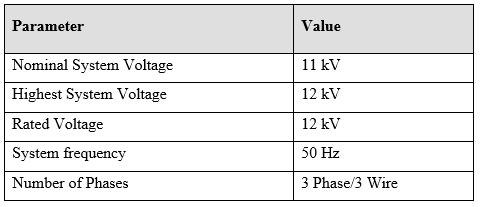 Parameter Value
Nominal System Voltage 11 kV
Highest System Voltage 12 kV
Rated Voltage 12 kV
System frequency 50 Hz
Number of Phases 3 Phase/3 Wire